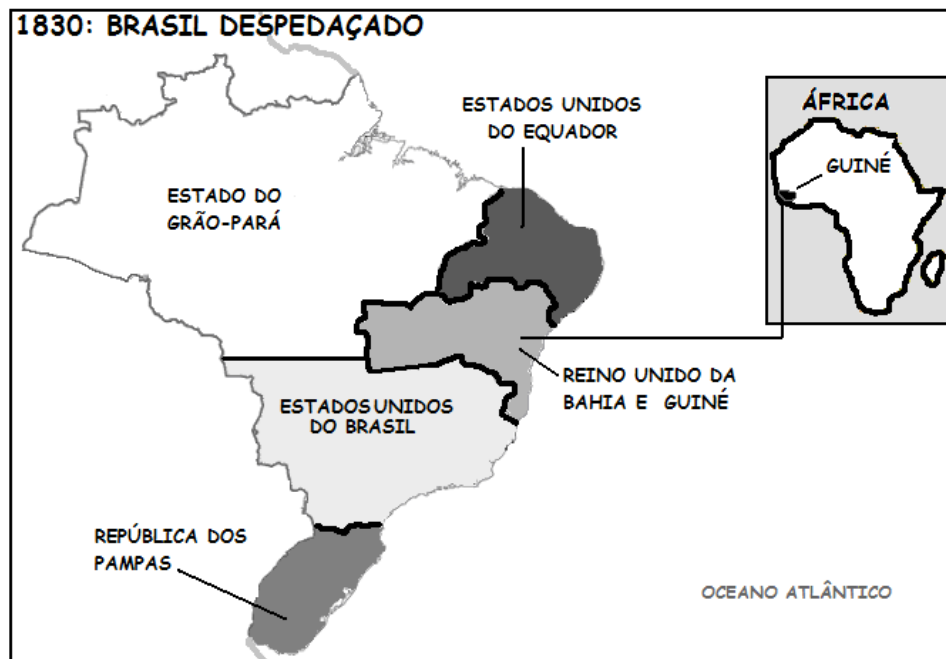 1830: BRASIL DESPEDAÇADO
ESTADOS UNIDOS
DO EQUADOR
ÁFRICA
GUINÉ
ESTADO DO
GRÃO-PARÁ
REINO UNIDO DA
BAHIA E GUINÉ
ESTADOS UNIDOS
DO BRASIL
REPÚBLICA DOS
PAMPAS
OCEANO ATLÂNTICO